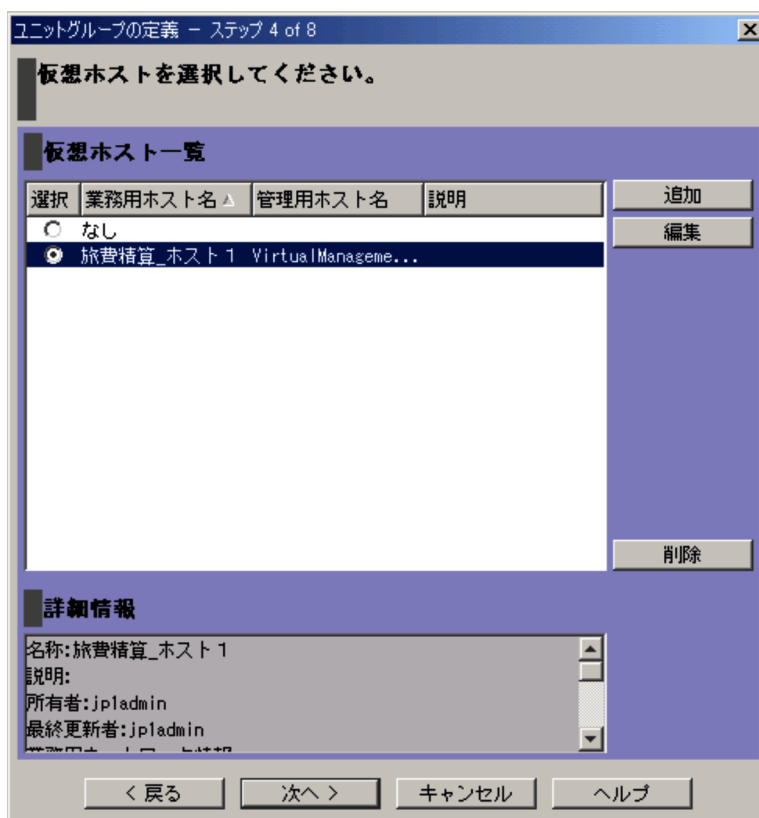 ユニットグループの定義 － ステップ 4 of 8
仮想ホストを選択してください。
仮想ホスト一覧
選択 業務用ホスト名 管理用ホスト名 説明
追加
なし
編集
旅費精算_ホスト１ VirtualManageme...
削除
詳細情報
名称:旅費精算_ホスト１
説明:
所有者:jp1admin
最終更新者:jp1admin
< 戻る 次へ > キャンセル ヘルプ